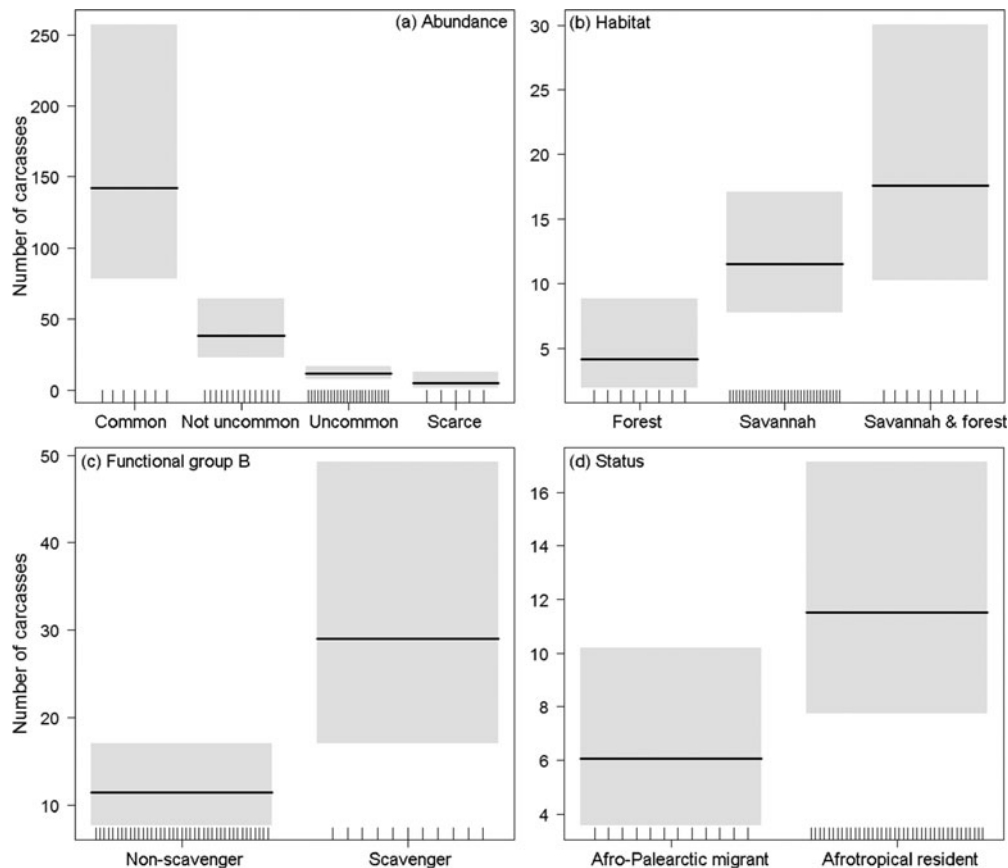 (a) Abundance
Number of carcasses
250
200
150
100
50
0
Common Not uncommon Uncommon Scarce
(b) Habitat
30
25
20
15
10
5
Forest Savannah Savannah & forest
(c) Functional group B
Number of carcasses
50
40
30
20
10
Non-scavenger Scavenger
(d) Status
16
14
12
10
8
6
4
Afro-Palearctic migrant Afrotropical resident